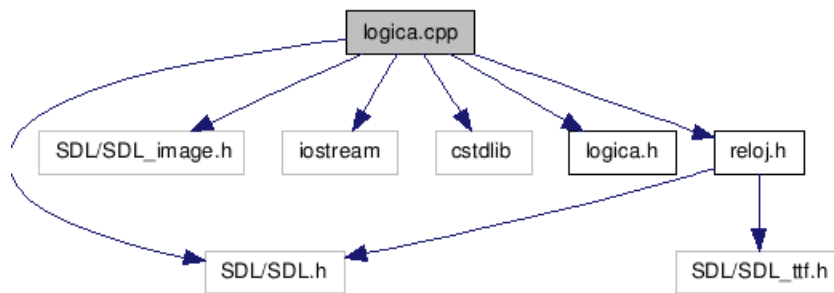 logica.cpp
SDL/SDL_image.h
iostream
cstdlib
logica.h
reloj.h
SDL/SDL.h
SDL/SDL_ttf.h